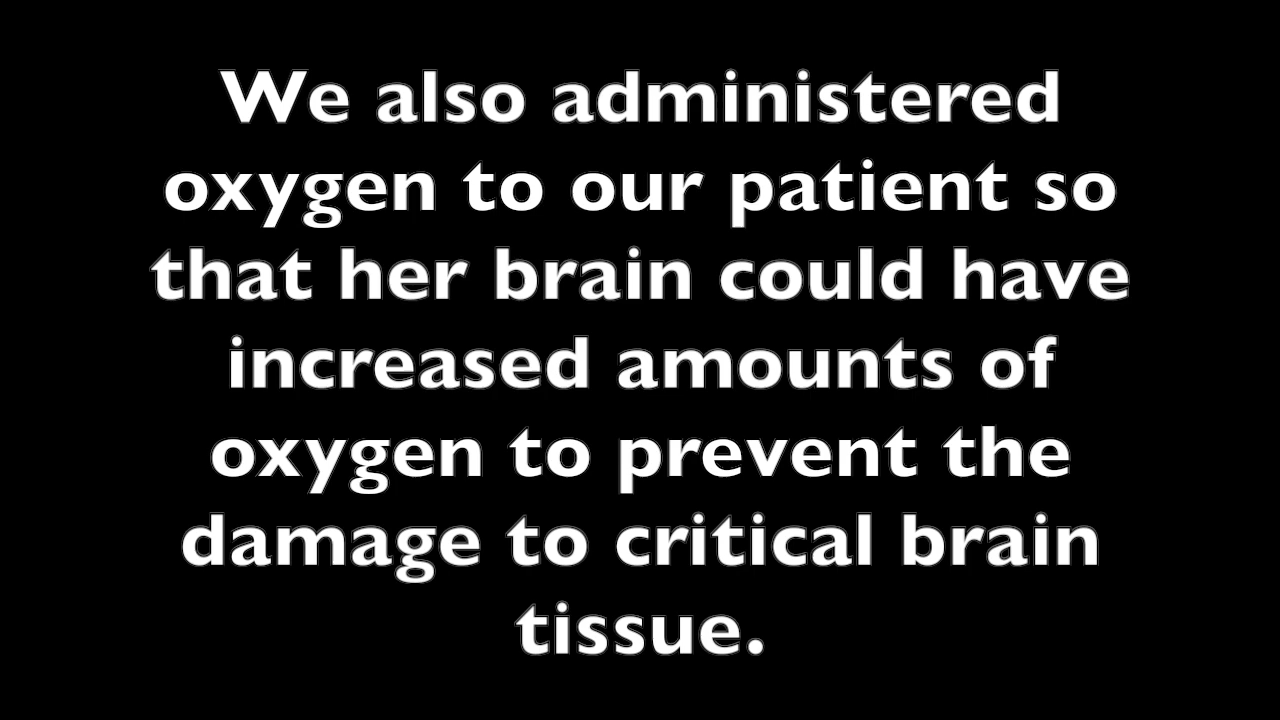 We also administered
oxygen to our patient so
that her brain could have
increased amounts of
oxygen to prevent the
damage to critical brain
tissue.